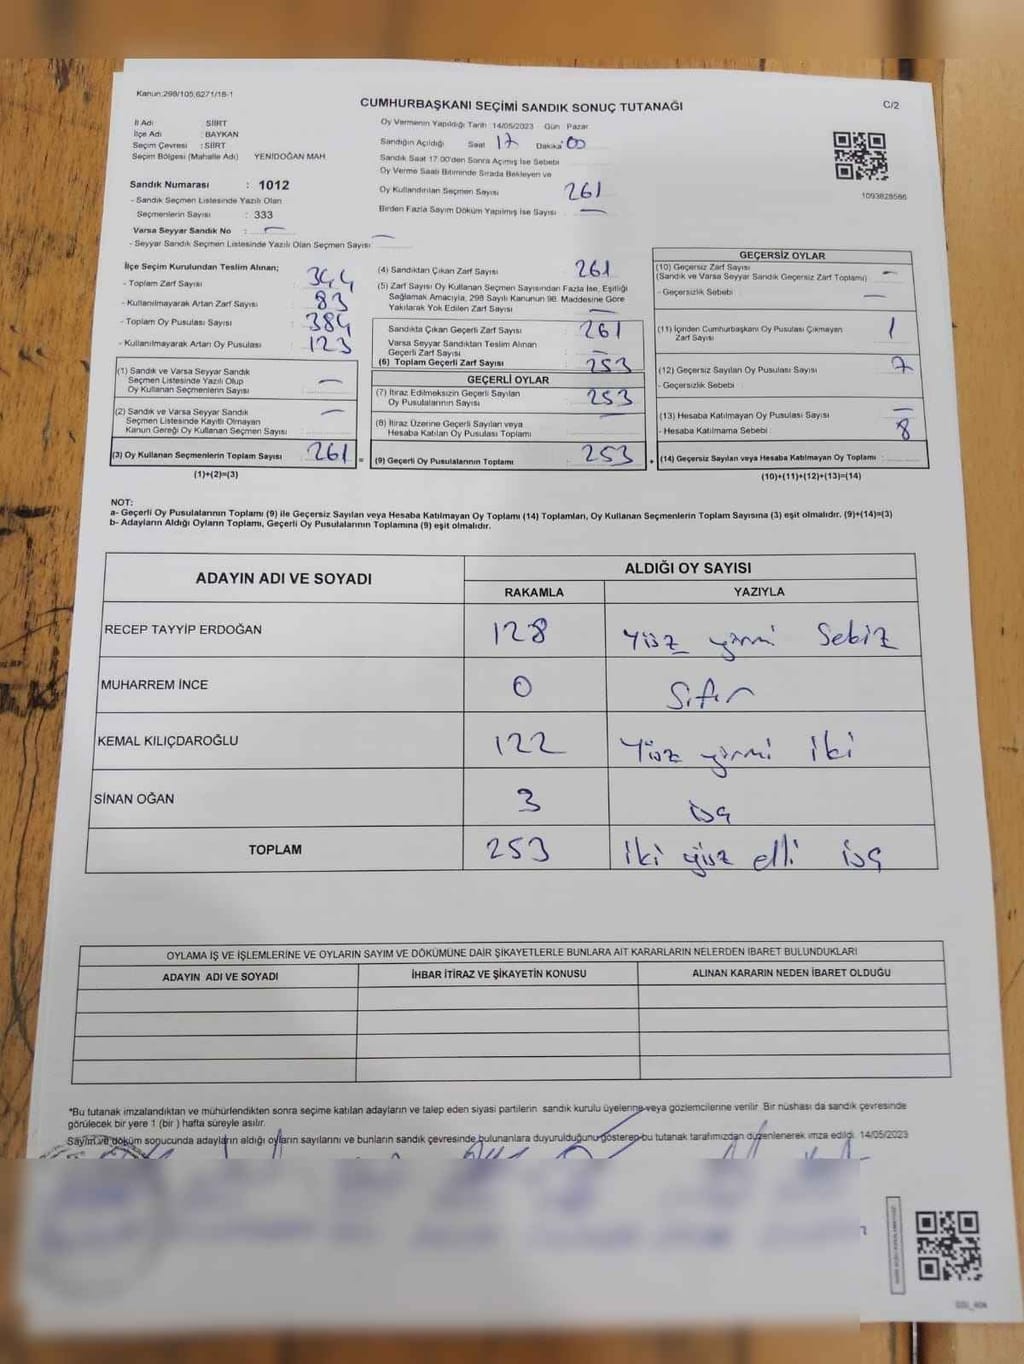 Kanun:298/105,6271/18-1
CUMHURBAŞKANI SEÇİMİ SANDIK SONUÇ TUTANAĞI
C/2
İl Adı : SİİRT
İlçe Adı : BAYKAN
Seçim Çevresi : SİİRT
Seçim Bölgesi (Mahalle Adı) YENİDOĞAN MAH
Sandık Numarası : 1012
- Sandık Seçmen Listesinde Yazılı Olan
Seçmenlerin Sayısı : 333
Varsa Seyyar Sandık No : —
- Seyyar Sandık Seçmen Listesinde Yazılı Olan Seçmen Sayısı : —
Oy Vermenin Yapıldığı Tarih 14/05/2023 Gün Pazar
Sandığın Açıldığı Saat 17 Dakika 00
Sandık Saat 17.00'den Sonra Açılmış İse Sebebi
Oy Verme Saati Bitiminde Sırada Bekleyen ve
Oy Kullandırılan Seçmen Sayısı 261
Birden Fazla Sayım Döküm Yapılmış İse Sayısı —
1093828586
İlçe Seçim Kurulundan Teslim Alınan;
- Toplam Zarf Sayısı : 344
- Kullanılmayarak Artan Zarf Sayısı : 83
- Toplam Oy Pusulası Sayısı : 384
- Kullanılmayarak Artan Oy Pusulası : 123
(1) Sandık ve Varsa Seyyar Sandık
Seçmen Listesinde Yazılı Olup
Oy Kullanan Seçmenlerin Sayısı : —
(2) Sandık ve Varsa Seyyar Sandık
Seçmen Listesinde Kayıtlı Olmayan
Kanun Gereği Oy Kullanan Seçmen Sayısı : —
(3) Oy Kullanan Seçmenlerin Toplam Sayısı : 261 =
(1)+(2)=(3)
(4) Sandıktan Çıkan Zarf Sayısı 261
(5) Zarf Sayısı Oy Kullanan Seçmen Sayısından Fazla İse, Eşitliği
Sağlamak Amacıyla, 298 Sayılı Kanunun 98. Maddesine Göre
Yakılarak Yok Edilen Zarf Sayısı : —
Sandıkta Çıkan Geçerli Zarf Sayısı : 261
Varsa Seyyar Sandıktan Teslim Alınan
Geçerli Zarf Sayısı : —
(6) Toplam Geçerli Zarf Sayısı : 253
GEÇERLİ OYLAR
(7) İtiraz Edilmeksizin Geçerli Sayılan
Oy Pusulalarının Sayısı : 253
(8) İtiraz Üzerine Geçerli Sayılan veya
Hesaba Katılan Oy Pusulası Toplamı : —
(9) Geçerli Oy Pusulalarının Toplamı : 253 +
GEÇERSİZ OYLAR
(10) Geçersiz Zarf Sayısı
(Sandık ve Varsa Seyyar Sandık Geçersiz Zarf Toplamı) : —
- Geçersizlik Sebebi : —
(11) İçinden Cumhurbaşkanı Oy Pusulası Çıkmayan
Zarf Sayısı : 1
(12) Geçersiz Sayılan Oy Pusulası Sayısı : 7
- Geçersizlik Sebebi :
(13) Hesaba Katılmayan Oy Pusulası Sayısı : —
- Hesaba Katılmama Sebebi : 8
(14) Geçersiz Sayılan veya Hesaba Katılmayan Oy Toplamı :
(10)+(11)+(12)+(13)=(14)
NOT:
a- Geçerli Oy Pusulalarının Toplamı (9) ile Geçersiz Sayılan veya Hesaba Katılmayan Oy Toplamı (14) Toplamları, Oy Kullanan Seçmenlerin Toplam Sayısına (3) eşit olmalıdır. (9)+(14)=(3)
b- Adayların Aldığı Oyların Toplamı, Geçerli Oy Pusulalarının Toplamına (9) eşit olmalıdır.
ADAYIN ADI VE SOYADI
ALDIĞI OY SAYISI
RAKAMLA YAZIYLA
RECEP TAYYİP ERDOĞAN 128 Yüz yirmi Sekiz
MUHARREM İNCE 0 Sıfır
KEMAL KILIÇDAROĞLU 122 Yüz yirmi iki
SİNAN OĞAN 3 üç
TOPLAM 253 iki yüz elli üç
OYLAMA İŞ VE İŞLEMLERİNE VE OYLARIN SAYIM VE DÖKÜMÜNE DAİR ŞİKAYETLERLE BUNLARA AİT KARARLARIN NELERDEN İBARET BULUNDUKLARI
ADAYIN ADI VE SOYADI İHBAR İTİRAZ VE ŞİKAYETİN KONUSU ALINAN KARARIN NEDEN İBARET OLDUĞU
*Bu tutanak imzalandıktan ve mühürlendikten sonra seçime katılan adayların ve talep eden siyasi partilerin sandık kurulu üyelerine veya gözlemcilerine verilir. Bir nüshası da sandık çevresinde
görülecek bir yere 1 (bir ) hafta süreyle asılır.
Sayım ve döküm sonucunda adayların aldığı oyların sayılarını ve bunların sandık çevresinde bulunanlara duyurulduğunu gösteren bu tutanak tarafımızdan düzenlenerek imza edildi. 14/05/2023